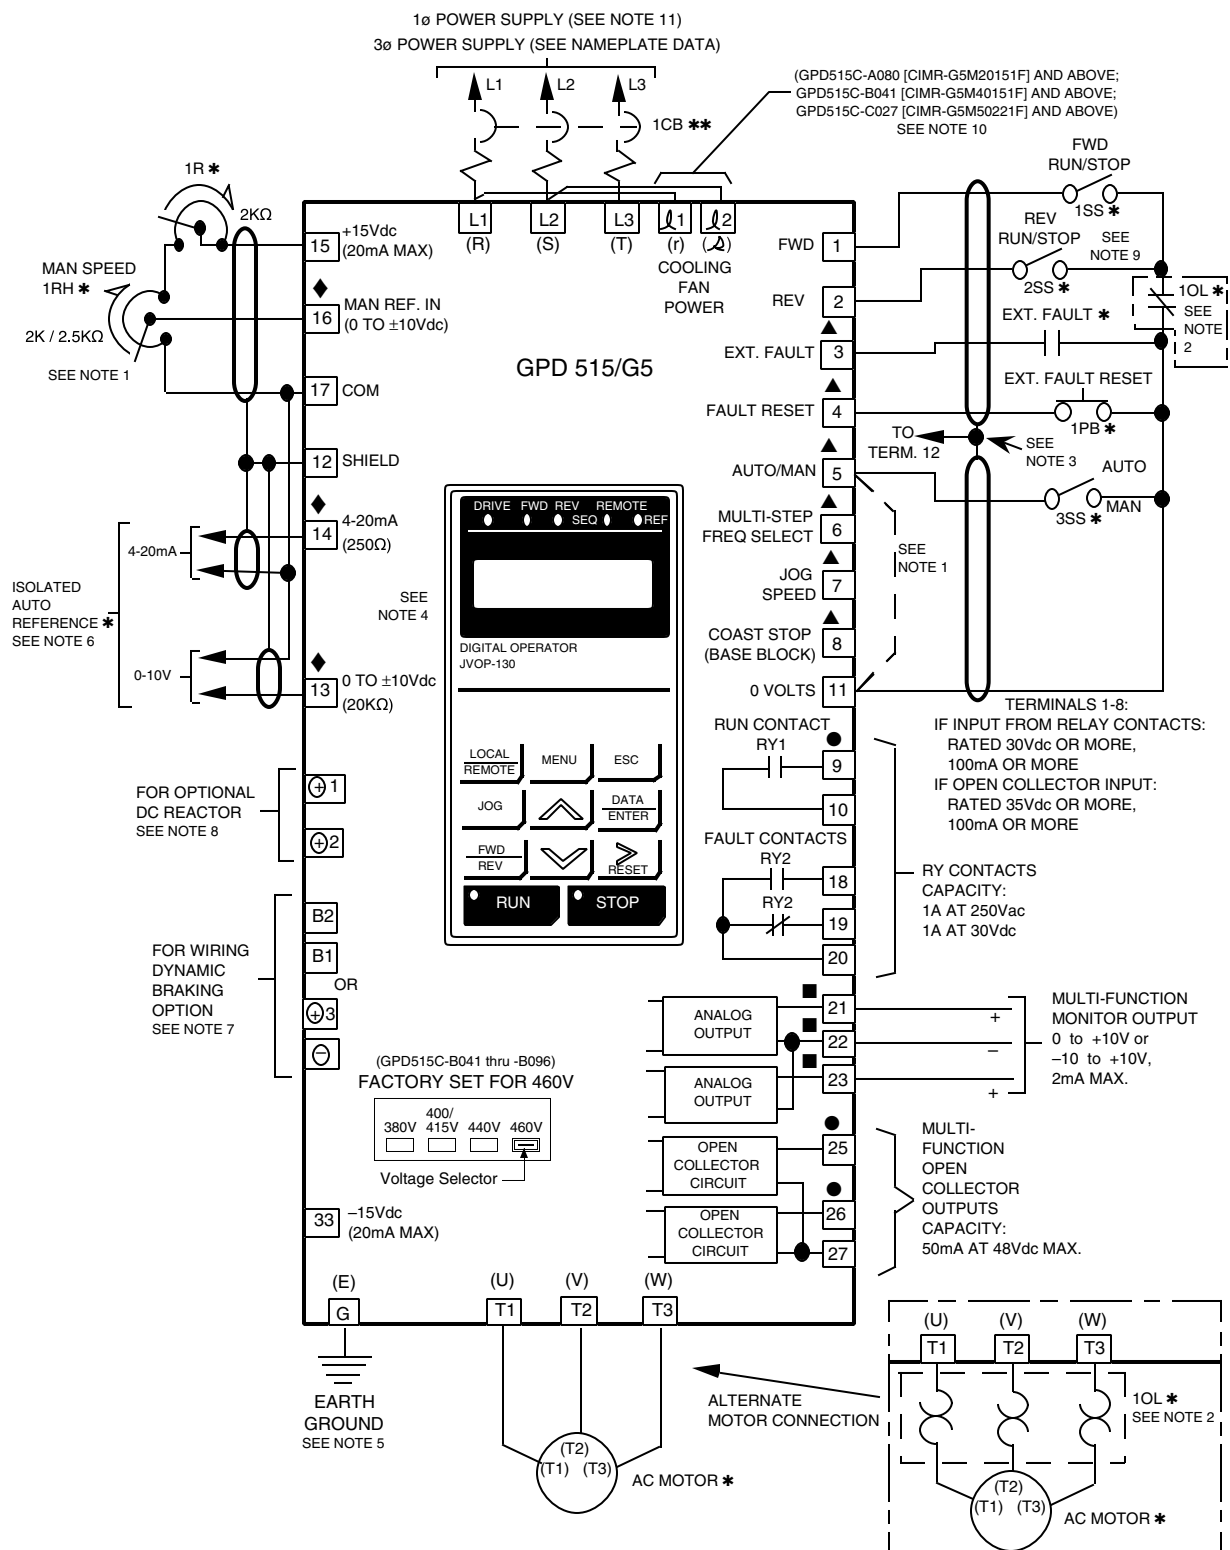 1ø POWER SUPPLY (SEE NOTE 11)
3ø POWER SUPPLY (SEE NAMEPLATE DATA)
L1
L2
L3
1CB ✱✱
(GPD515C-A080 [CIMR-G5M20151F] AND ABOVE;
GPD515C-B041 [CIMR-G5M40151F] AND ABOVE;
GPD515C-C027 [CIMR-G5M50221F] AND ABOVE)
SEE NOTE 10
L1
L2
L3
ℓ1
ℓ2
(R)
(S)
(T)
(r)
(s)
COOLING
FAN
POWER
1R ✱
2KΩ
MAN SPEED
1RH ✱
2K / 2.5KΩ
SEE NOTE 1
15
+15Vdc
(20mA MAX)
♦
16
MAN REF. IN
(0 TO ±10Vdc)
17
COM
12
SHIELD
♦
14
4-20mA
(250Ω)
♦
13
0 TO ±10Vdc
(20KΩ)
4-20mA
0-10V
ISOLATED
AUTO
REFERENCE ✱
SEE NOTE 6
GPD 515/G5
FWD
1
REV
2
▲
EXT. FAULT
3
▲
FAULT RESET
4
▲
AUTO/MAN
5
▲
MULTI-STEP
FREQ SELECT
6
▲
JOG
SPEED
7
▲
COAST STOP
(BASE BLOCK)
8
0 VOLTS
11
FWD
RUN/STOP
1SS ✱
REV
RUN/STOP
2SS ✱
SEE
NOTE 9
1OL ✱
SEE
NOTE
2
EXT. FAULT ✱
EXT. FAULT RESET
1PB ✱
TO
TERM. 12
SEE
NOTE 3
AUTO
MAN
3SS ✱
SEE
NOTE 1
TERMINALS 1-8:
IF INPUT FROM RELAY CONTACTS:
RATED 30Vdc OR MORE,
100mA OR MORE
IF OPEN COLLECTOR INPUT:
RATED 35Vdc OR MORE,
100mA OR MORE
SEE
NOTE 4
DRIVE FWD REV REMOTE
SEQ REF
DIGITAL OPERATOR
JVOP-130
LOCAL
REMOTE
MENU
ESC
JOG
DATA
ENTER
FWD
REV
>
RESET
RUN
STOP
RUN CONTACT
RY1
●
9
10
FAULT CONTACTS
RY2
18
RY2
19
20
RY CONTACTS
CAPACITY:
1A AT 250Vac
1A AT 30Vdc
FOR OPTIONAL
DC REACTOR
SEE NOTE 8
⊕1
⊕2
FOR WIRING
DYNAMIC
BRAKING
OPTION
SEE NOTE 7
B2
B1
OR
⊕3
⊖
ANALOG
OUTPUT
■
21
■
22
■
23
ANALOG
OUTPUT
+
–
+
MULTI-FUNCTION
MONITOR OUTPUT
0 to +10V or
–10 to +10V,
2mA MAX.
(GPD515C-B041 thru -B096)
FACTORY SET FOR 460V
380V
400/
415V
440V
460V
Voltage Selector
OPEN
COLLECTOR
CIRCUIT
●
25
OPEN
COLLECTOR
CIRCUIT
●
26
27
MULTI-
FUNCTION
OPEN
COLLECTOR
OUTPUTS
CAPACITY:
50mA AT 48Vdc MAX.
33
–15Vdc
(20mA MAX)
(E)
G
EARTH
GROUND
SEE NOTE 5
(U)
(V)
(W)
T1
T2
T3
(T2)
(T1) (T3)
AC MOTOR ✱
ALTERNATE
MOTOR CONNECTION
(U)
(V)
(W)
T1
T2
T3
1OL ✱
SEE NOTE 2
(T2)
(T1) (T3)
AC MOTOR ✱